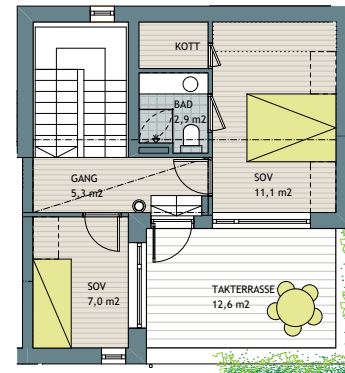 KOTT
BAD
2,9 m2
GANG
5,3 m2
SOV
11,1 m2
SOV
7,0 m2
TAKTERRASSE
12,6 m2